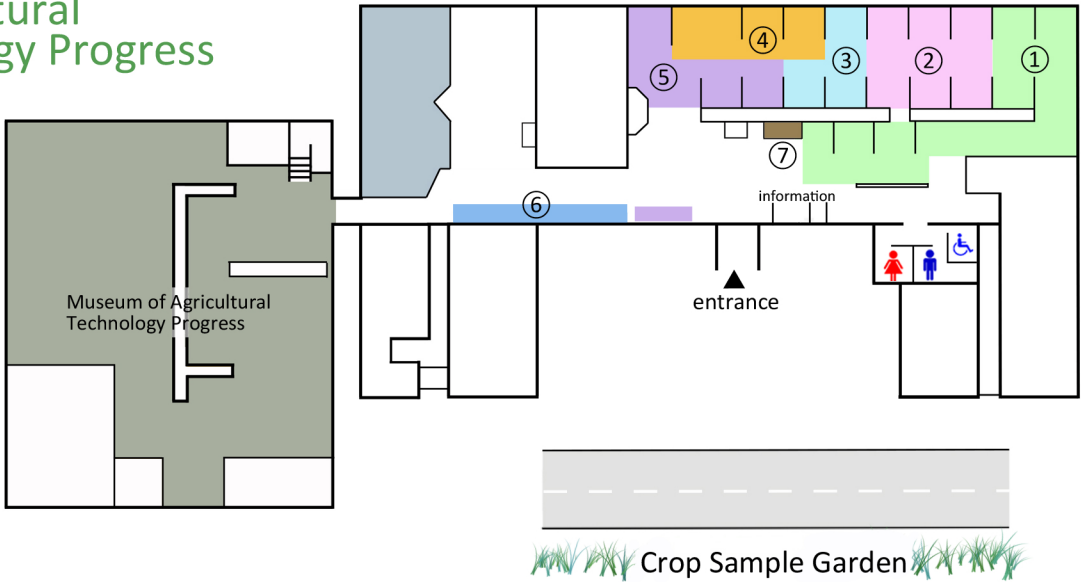 gy Progress
④
③
②
①
⑤
⑦
information
⑥
entrance
Museum of Agricultural
Technology Progress
Crop Sample Garden